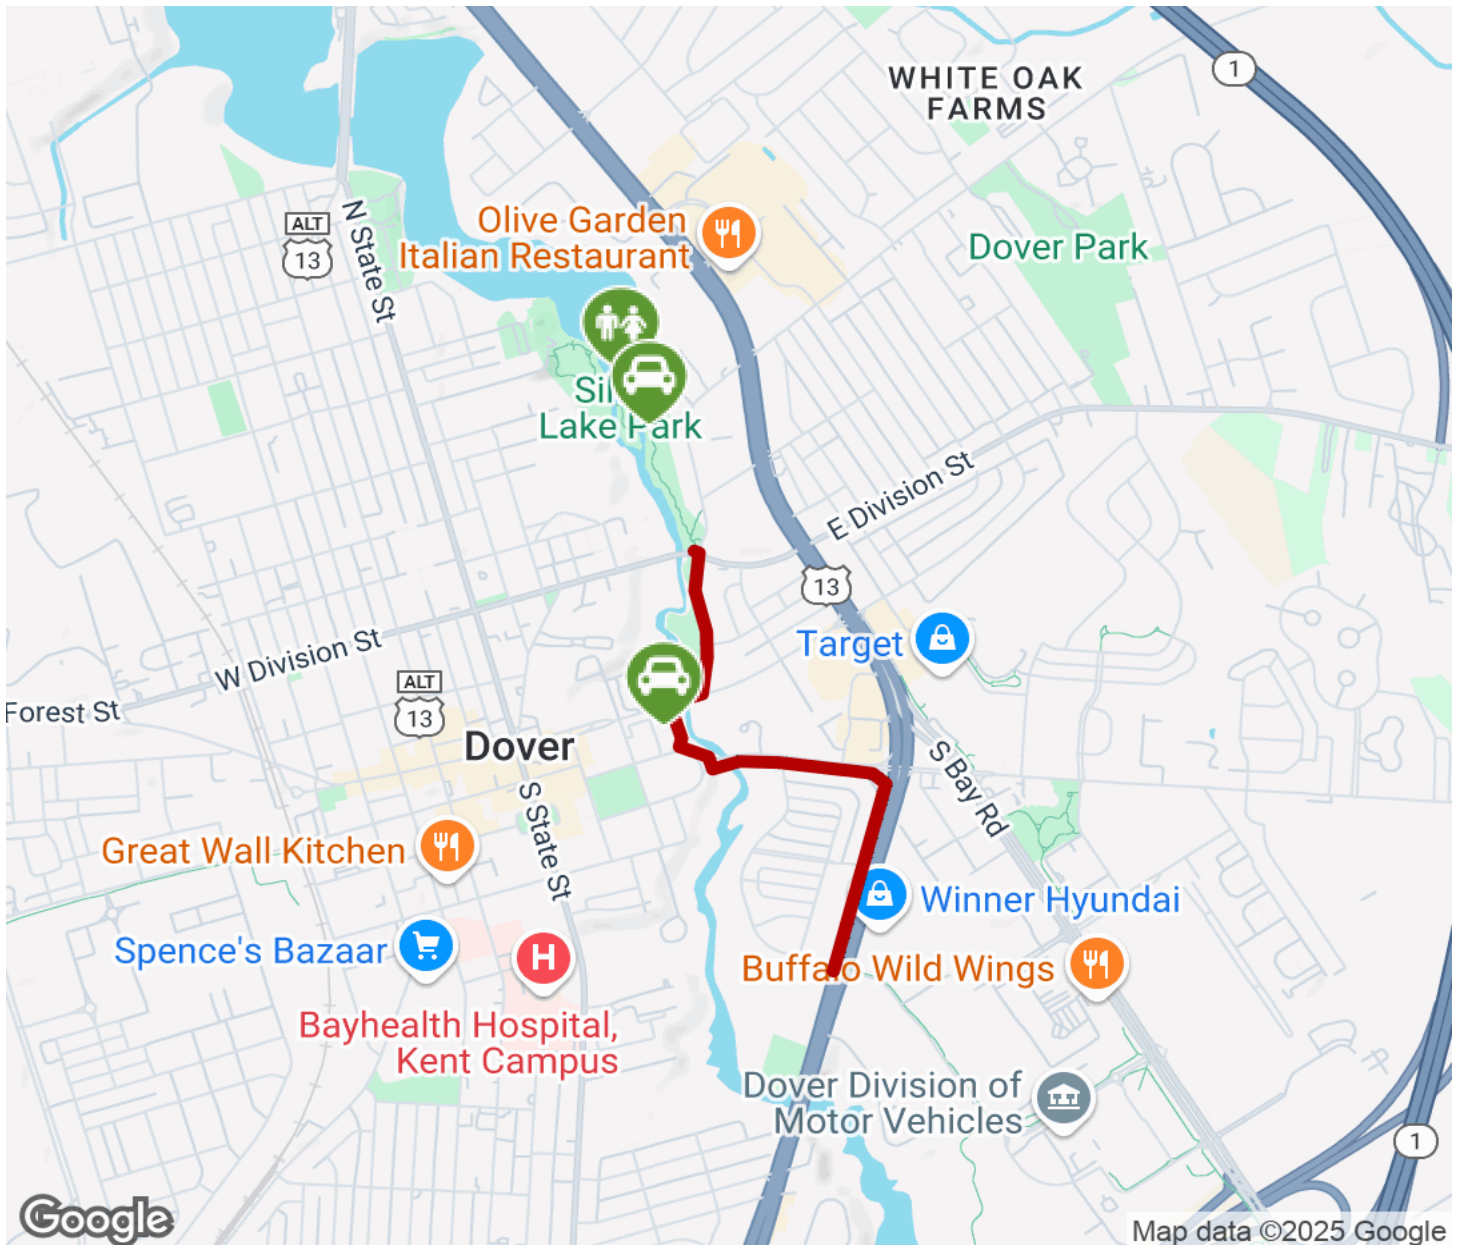 1
WHITE OAK
FARMS
ALT
13
N State St
Olive Garden
Italian Restaurant
Dover Park
Lake Park
E Division St
13
Target
W Division St
ALT
13
Forest St
Dover
S Bay Rd
S State St
Great Wall Kitchen
Winner Hyundai
Spence's Bazaar
H
Buffalo Wild Wings
Bayhealth Hospital,
Kent Campus
Dover Division of
Motor Vehicles
1
Google
Map data ©2025 Google